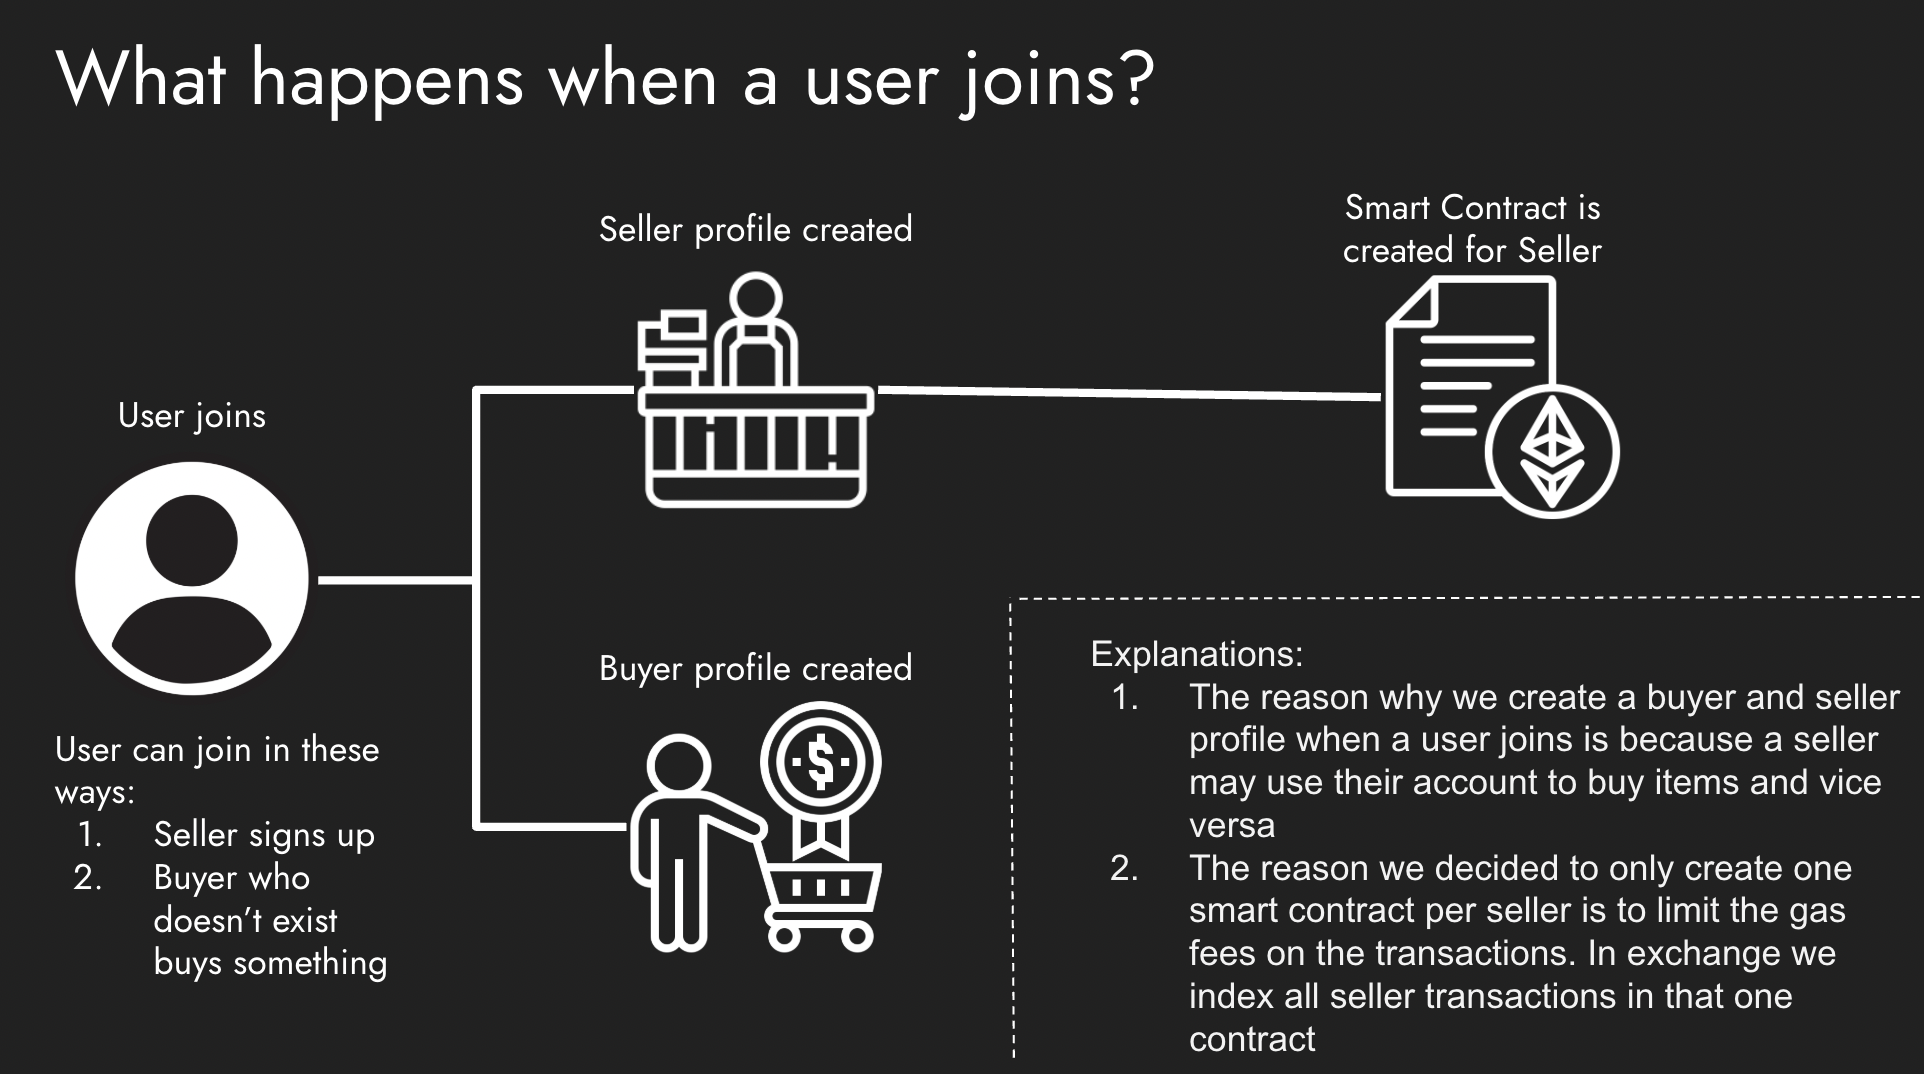 What happens when a user joins?
Seller profile created
Smart Contract is
created for Seller
User joins
Buyer profile created
User can join in these
ways:
1. Seller signs up
2. Buyer who
doesn’t exist
buys something
Explanations:
1. The reason why we create a buyer and seller
profile when a user joins is because a seller
may use their account to buy items and vice
versa
2. The reason we decided to only create one
smart contract per seller is to limit the gas
fees on the transactions. In exchange we
index all seller transactions in that one
contract